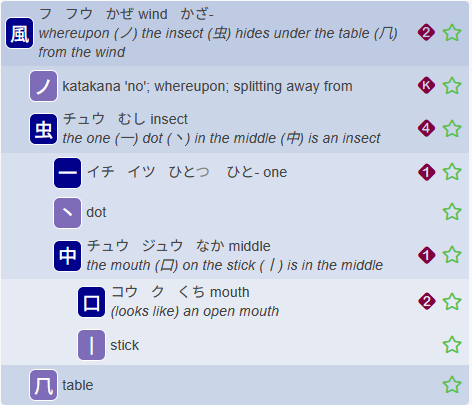 風 フ フウ かぜ wind かざ- 2
whereupon (ノ) the insect (虫) hides under the table (⺇)
from the wind
ノ katakana 'no'; whereupon; splitting away from K
虫 チュウ むし insect 4
the one (一) dot (丶) in the middle (中) is an insect
一 イチ イツ ひとつ ひと- one 1
丶 dot
中 チュウ ジュウ なか middle 1
the mouth (口) on the stick (丨) is in the middle
口 コウ ク くち mouth 2
(looks like) an open mouth
丨 stick
⺇ table